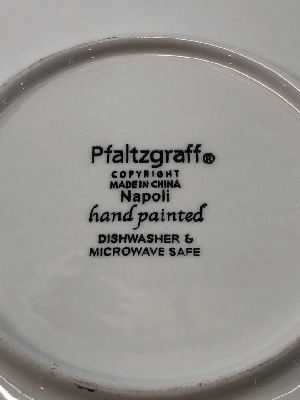 Pfaltzgraff®
COPYRIGHT
MADE IN CHINA
Napoli
hand painted
DISHWASHER &
MICROWAVE SAFE